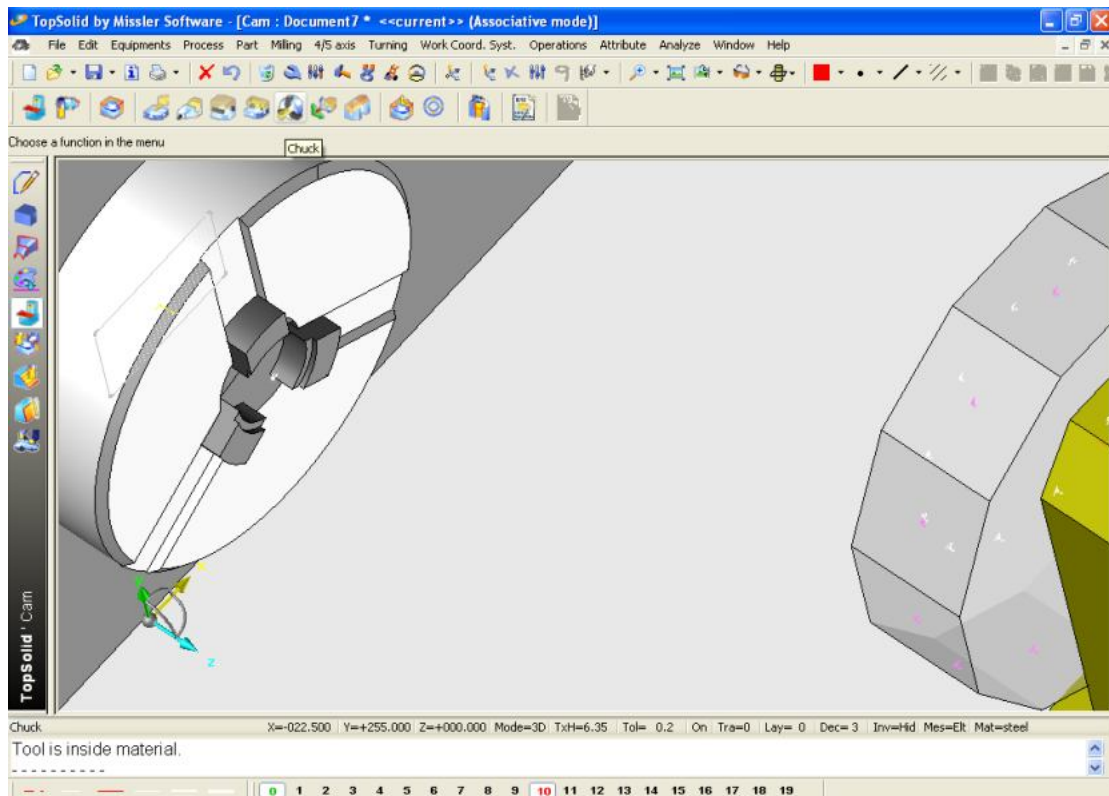 TopSolid by Missler Software - [Cam : Document7 *  <<current>> (Associative mode)]
File Edit Equipments Process Part Milling 4/5 axis Turning Work Coord. Syst. Operations Attribute Analyze Window Help
Choose a function in the menu
Chuck
Z
TopSolid ' Cam
Chuck X=-022.500 Y=+255.000 Z=+000.000 Mode=3D TxH=6.35 Tol= 0.2 On Tra=0 Lay= 0 Dec= 3 Inv=Hid Mes=Elt Mat=steel
Tool is inside material.
----------
0 1 2 3 4 5 6 7 8 9 10 11 12 13 14 15 16 17 18 19